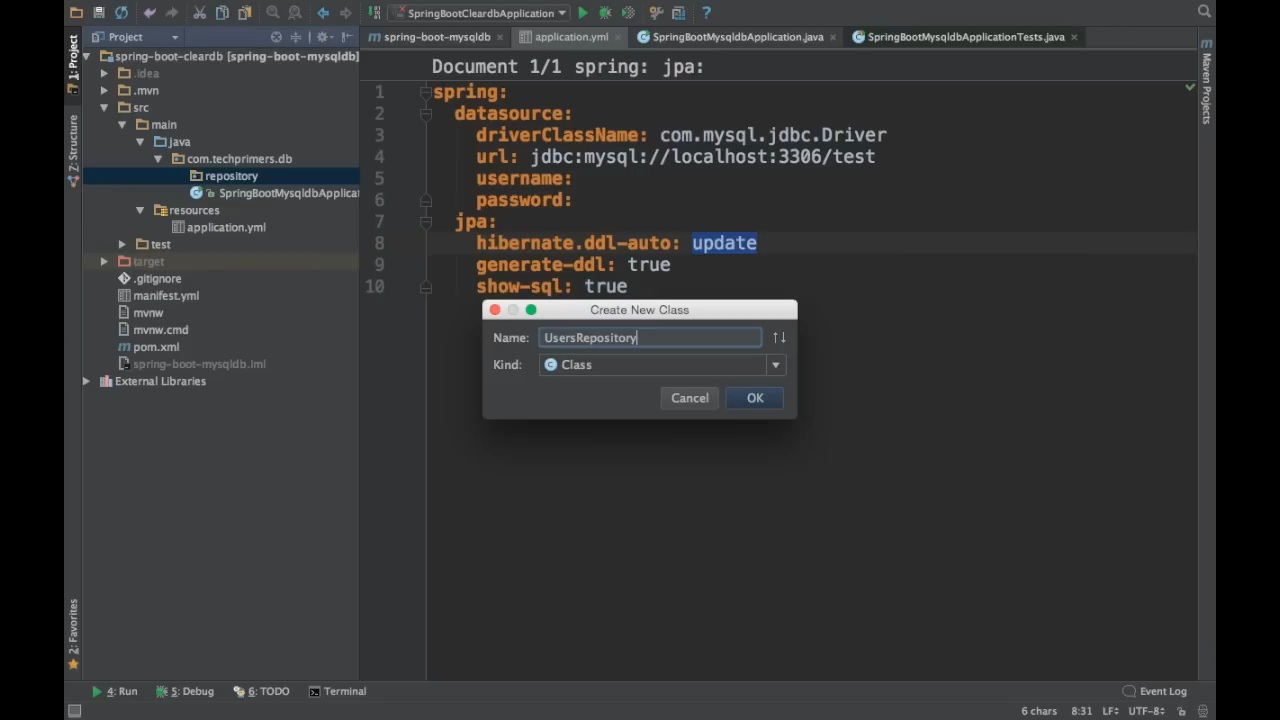 SpringBootCleardbApplication
Project
spring-boot-mysqldb
application.yml
SpringBootMysqldbApplication.java
SpringBootMysqldbApplicationTests.java
1: Project
7: Structure
2: Favorites
Maven Projects
spring-boot-cleardb [spring-boot-mysqldb]
.idea
.mvn
src
main
java
com.techprimers.db
repository
SpringBootMysqldbApplicat
resources
application.yml
test
target
.gitignore
manifest.yml
mvnw
mvnw.cmd
pom.xml
spring-boot-mysqldb.iml
External Libraries
Document 1/1 spring: jpa:
1 spring:
2 datasource:
3 driverClassName: com.mysql.jdbc.Driver
4 url: jdbc:mysql://localhost:3306/test
5 username:
6 password:
7 jpa:
8 hibernate.ddl-auto: update
9 generate-ddl: true
10 show-sql: true
Create New Class
Name: UsersRepository
Kind: Class
Cancel OK
4: Run 5: Debug 6: TODO Terminal Event Log
6 chars 8:31 LF UTF-8